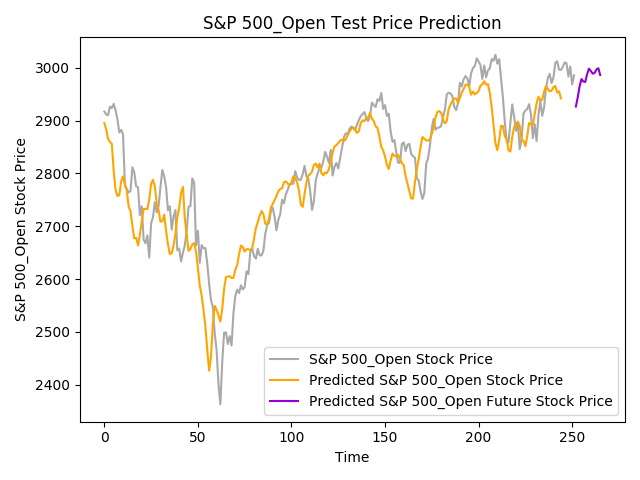 S&P 500_Open Test Price Prediction
S&P 500_Open Stock Price
3000
2900
2800
2700
2600
2500
2400
S&P 500_Open Stock Price
Predicted S&P 500_Open Stock Price
Predicted S&P 500_Open Future Stock Price
0
50
100
150
200
250
Time